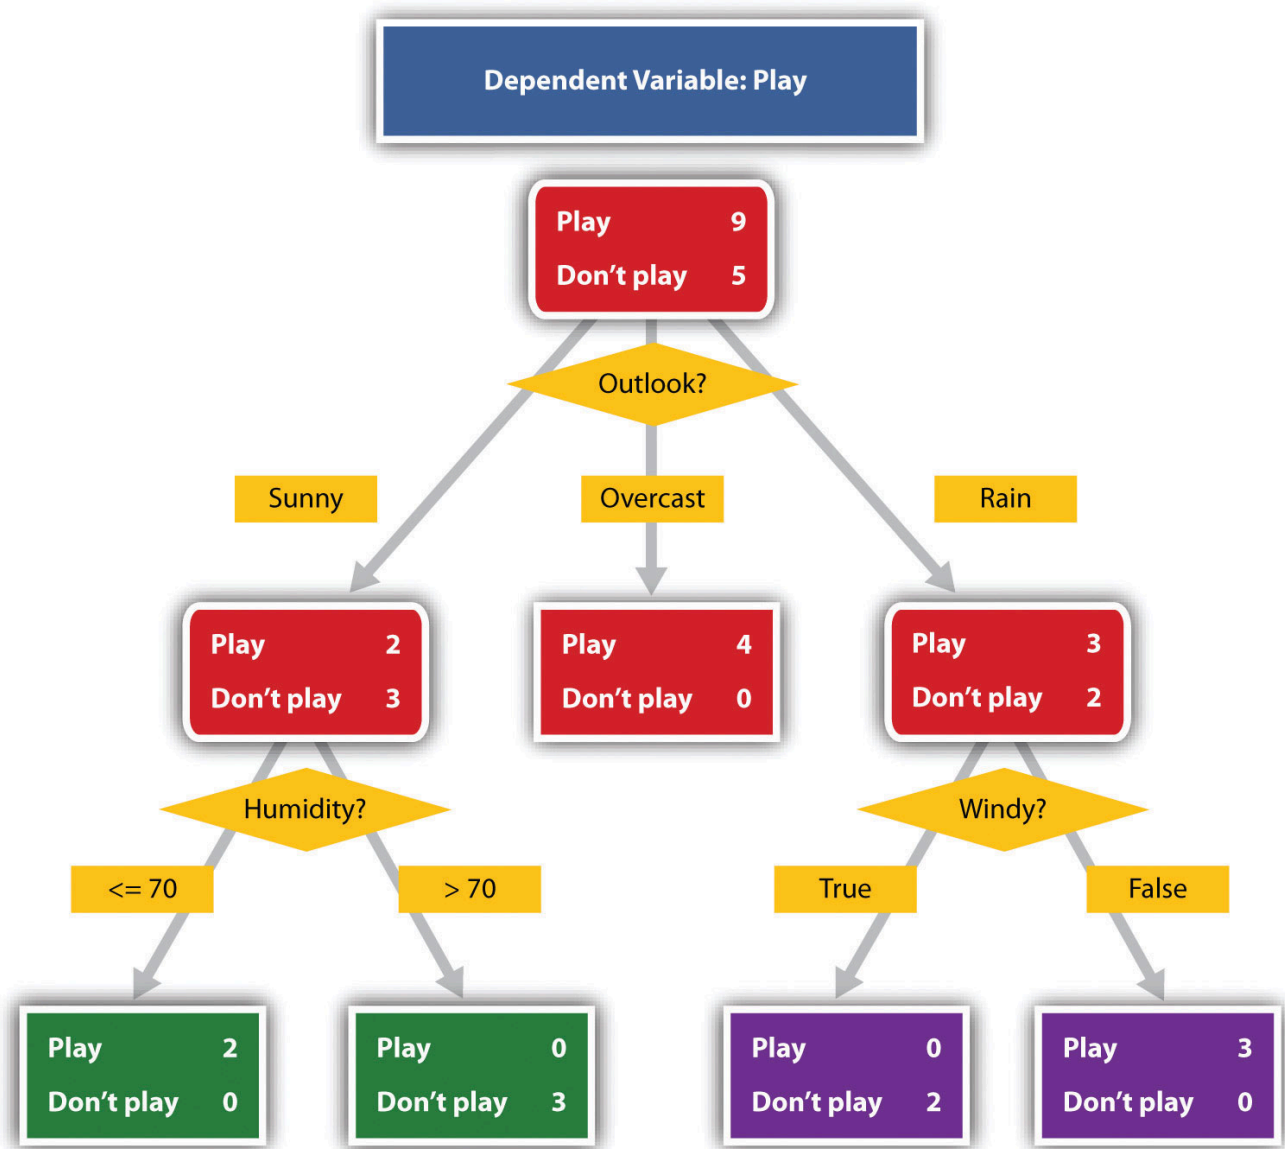 Dependent Variable: Play
Play 9
Don't play 5
Outlook?
Sunny
Overcast
Rain
Play 2
Don't play 3
Play 4
Don't play 0
Play 3
Don't play 2
Humidity?
Windy?
<= 70
> 70
True
False
Play 2
Don't play 0
Play 0
Don't play 3
Play 0
Don't play 2
Play 3
Don't play 0